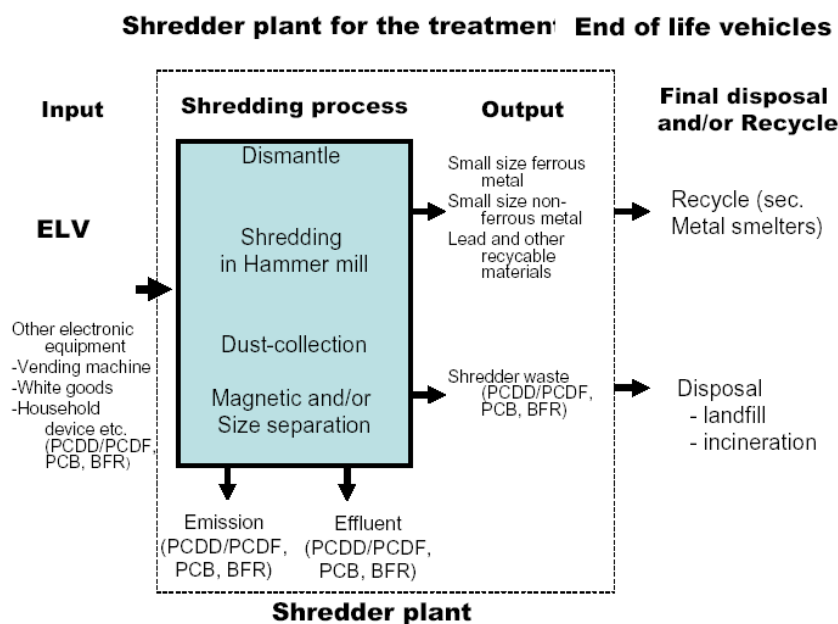 Shredder plant for the treatment End of life vehicles
Input
Shredding process
Output
Final disposal
and/or Recycle
ELV
Other electronic
equipment
-Vending machine
-White goods
-Household
device etc.
(PCDD/PCDF,
PCB, BFR)
Dismantle
Shredding
in Hammer mill
Dust-collection
Magnetic and/or
Size separation
Small size ferrous
metal
Small size non-
ferrous metal
Lead and other
recycable
materials
Shredder waste
(PCDD/PCDF,
PCB, BFR)
Recycle (sec.
Metal smelters)
Disposal
- landfill
- incineration
Emission
(PCDD/PCDF,
PCB, BFR)
Effluent
(PCDD/PCDF,
PCB, BFR)
Shredder plant